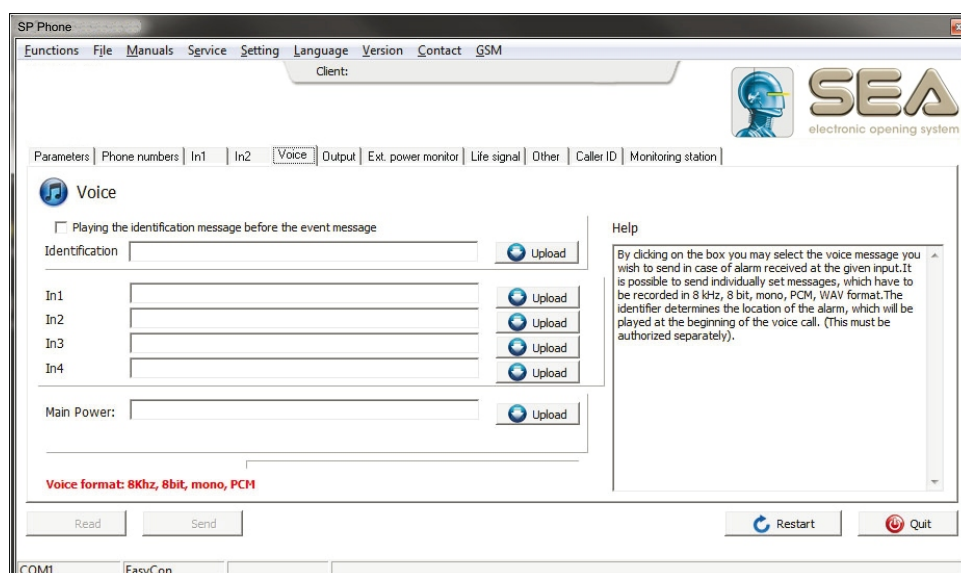 SP Phone
Functions File Manuals Service Setting Language Version Contact GSM
Client:
SEA
electronic opening system
Parameters Phone numbers In1 In2 Voice Output Ext. power monitor Life signal Other Caller ID Monitoring station
Voice
Playing the identification message before the event message
Identification Upload
In1 Upload
In2 Upload
In3 Upload
In4 Upload
Main Power: Upload
Voice format: 8Khz, 8bit, mono, PCM
Help
By clicking on the box you may select the voice message you
wish to send in case of alarm received at the given input.It
is possible to send individually set messages, which have to
be recorded in 8 kHz, 8 bit, mono, PCM, WAV format.The
identifier determines the location of the alarm, which will be
played at the beginning of the voice call. (This must be
authorized separately).
Read Send Restart Quit
COM1 EasyCon